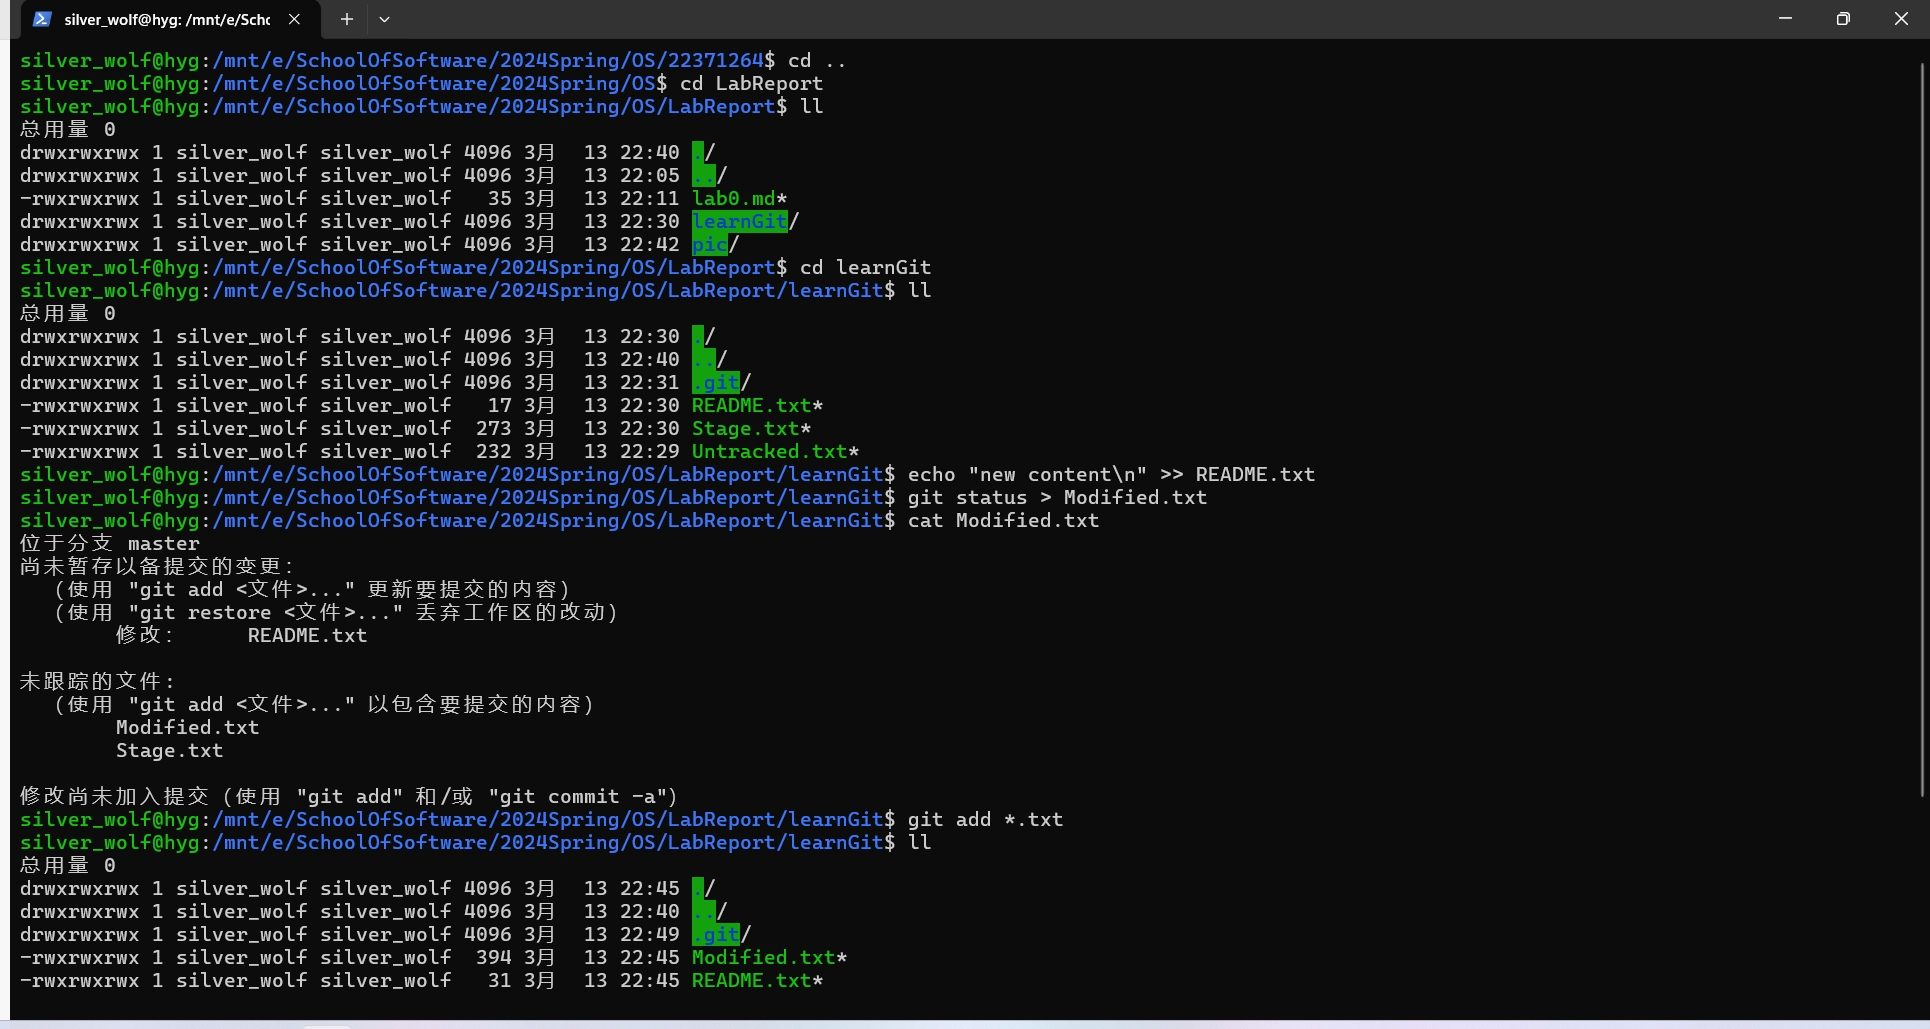 silver_wolf@hyg: /mnt/e/Scho
silver_wolf@hyg:/mnt/e/SchoolOfSoftware/2024Spring/OS/22371264$ cd ..
silver_wolf@hyg:/mnt/e/SchoolOfSoftware/2024Spring/OS$ cd LabReport
silver_wolf@hyg:/mnt/e/SchoolOfSoftware/2024Spring/OS/LabReport$ ll
总用量 0
drwxrwxrwx 1 silver_wolf silver_wolf 4096 3月  13 22:40 ./
drwxrwxrwx 1 silver_wolf silver_wolf 4096 3月  13 22:05 ../
-rwxrwxrwx 1 silver_wolf silver_wolf   35 3月  13 22:11 lab0.md*
drwxrwxrwx 1 silver_wolf silver_wolf 4096 3月  13 22:30 learnGit/
drwxrwxrwx 1 silver_wolf silver_wolf 4096 3月  13 22:42 pic/
silver_wolf@hyg:/mnt/e/SchoolOfSoftware/2024Spring/OS/LabReport$ cd learnGit
silver_wolf@hyg:/mnt/e/SchoolOfSoftware/2024Spring/OS/LabReport/learnGit$ ll
总用量 0
drwxrwxrwx 1 silver_wolf silver_wolf 4096 3月  13 22:30 ./
drwxrwxrwx 1 silver_wolf silver_wolf 4096 3月  13 22:40 ../
drwxrwxrwx 1 silver_wolf silver_wolf 4096 3月  13 22:31 .git/
-rwxrwxrwx 1 silver_wolf silver_wolf   17 3月  13 22:30 README.txt*
-rwxrwxrwx 1 silver_wolf silver_wolf  273 3月  13 22:30 Stage.txt*
-rwxrwxrwx 1 silver_wolf silver_wolf  232 3月  13 22:29 Untracked.txt*
silver_wolf@hyg:/mnt/e/SchoolOfSoftware/2024Spring/OS/LabReport/learnGit$ echo "new content\n" >> README.txt
silver_wolf@hyg:/mnt/e/SchoolOfSoftware/2024Spring/OS/LabReport/learnGit$ git status > Modified.txt
silver_wolf@hyg:/mnt/e/SchoolOfSoftware/2024Spring/OS/LabReport/learnGit$ cat Modified.txt
位于分支 master
尚未暂存以备提交的变更：
  （使用 "git add <文件>..." 更新要提交的内容）
  （使用 "git restore <文件>..." 丢弃工作区的改动）
        修改：     README.txt
未跟踪的文件:
  （使用 "git add <文件>..." 以包含要提交的内容）
        Modified.txt
        Stage.txt
修改尚未加入提交（使用 "git add" 和/或 "git commit -a"）
silver_wolf@hyg:/mnt/e/SchoolOfSoftware/2024Spring/OS/LabReport/learnGit$ git add *.txt
silver_wolf@hyg:/mnt/e/SchoolOfSoftware/2024Spring/OS/LabReport/learnGit$ ll
总用量 0
drwxrwxrwx 1 silver_wolf silver_wolf 4096 3月  13 22:45 ./
drwxrwxrwx 1 silver_wolf silver_wolf 4096 3月  13 22:40 ../
drwxrwxrwx 1 silver_wolf silver_wolf 4096 3月  13 22:49 .git/
-rwxrwxrwx 1 silver_wolf silver_wolf  394 3月  13 22:45 Modified.txt*
-rwxrwxrwx 1 silver_wolf silver_wolf   31 3月  13 22:45 README.txt*